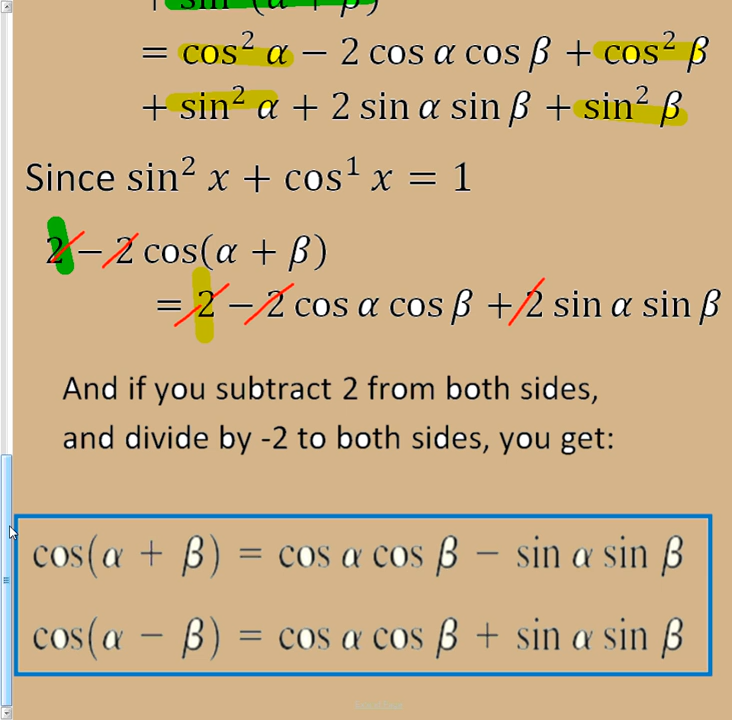 + sin² (α + β)
= cos² α − 2 cos α cos β + cos² β
+ sin² α + 2 sin α sin β + sin² β
Since sin² x + cos¹ x = 1
2 − 2 cos(α + β)
= 2 − 2 cos α cos β + 2 sin α sin β
And if you subtract 2 from both sides,
and divide by -2 to both sides, you get:
cos(α + β) = cos α cos β − sin α sin β
cos(α − β) = cos α cos β + sin α sin β